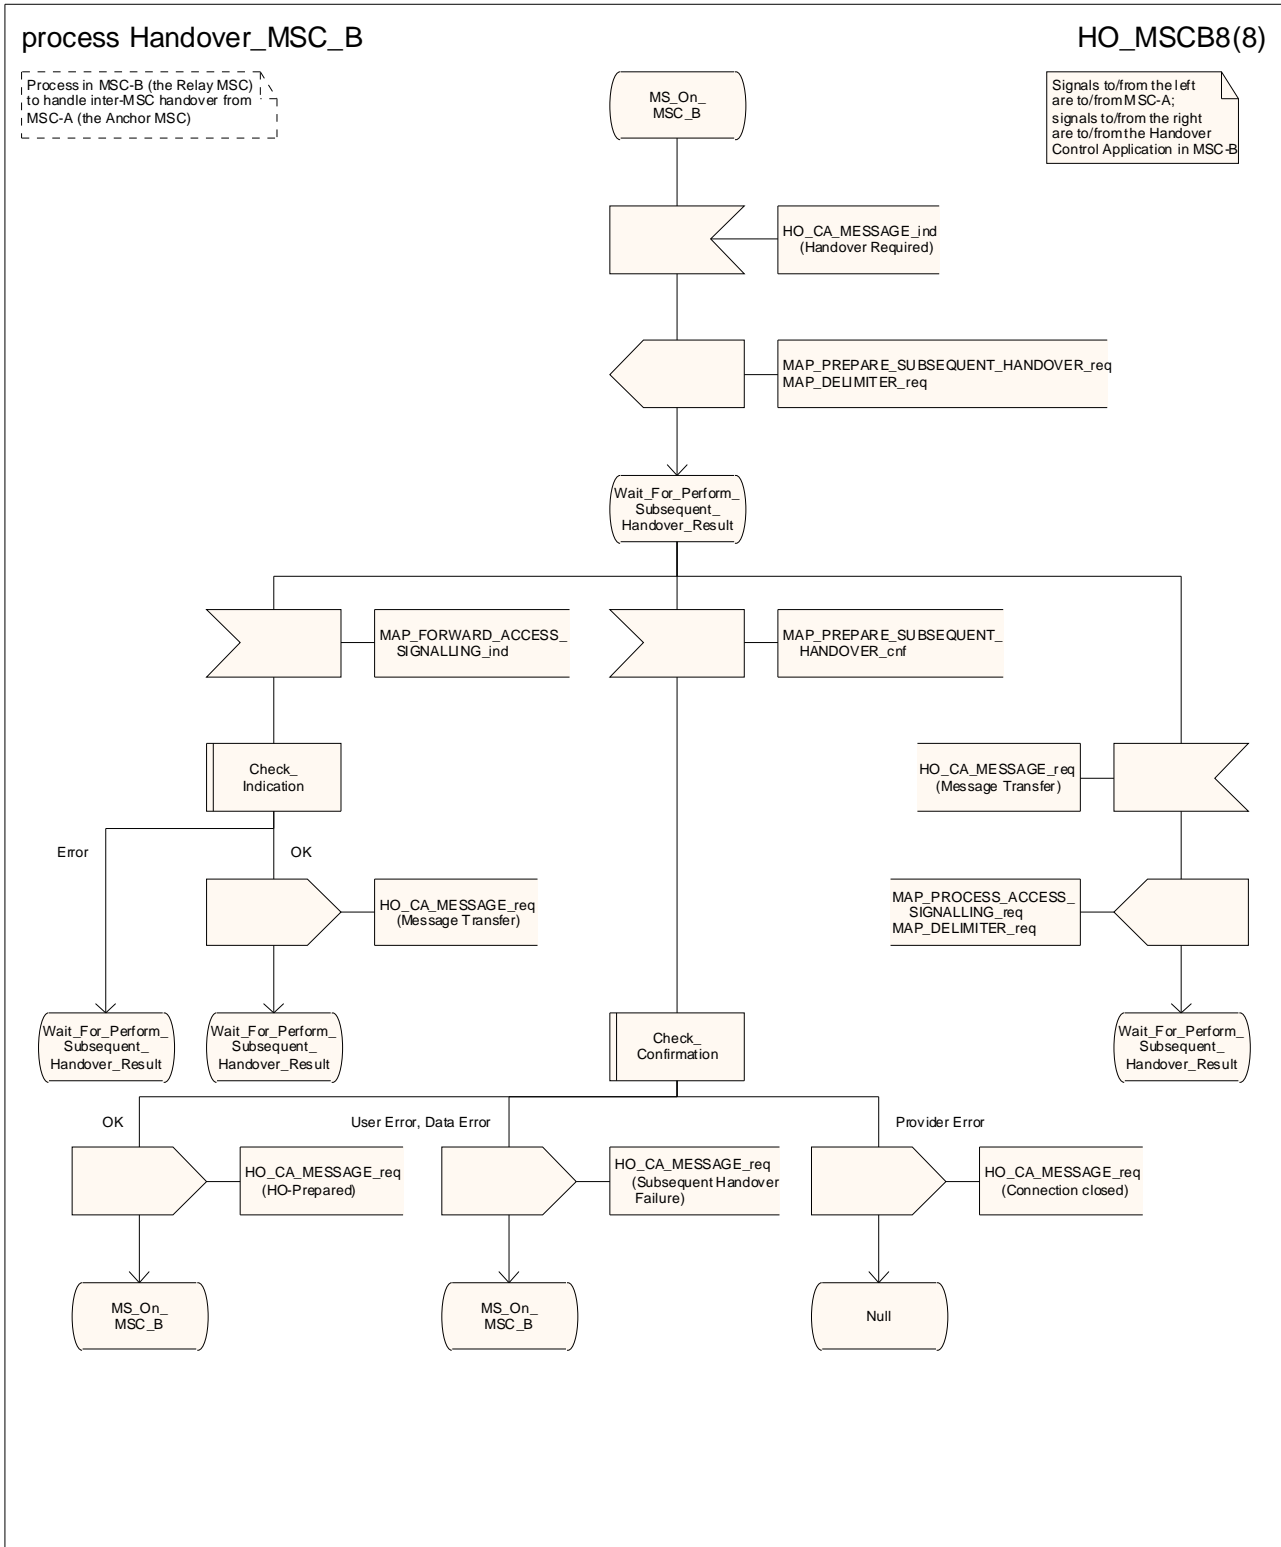 process Handover_MSC_B
HO_MSCB8(8)
Process in MSC-B (the Relay MSC)
to handle inter-MSC handover from
MSC-A (the Anchor MSC)
MS_On_
MSC_B
Signals to/from the left
are to/from MSC-A;
signals to/from the right
are to/from the Handover
Control Application in MSC-B
HO_CA_MESSAGE_ind
(Handover Required)
MAP_PREPARE_SUBSEQUENT_HANDOVER_req
MAP_DELIMITER_req
Wait_For_Perform_
Subsequent_
Handover_Result
MAP_FORWARD_ACCESS_
SIGNALLING_ind
MAP_PREPARE_SUBSEQUENT_
HANDOVER_cnf
Check_
Indication
HO_CA_MESSAGE_req
(Message Transfer)
Error
OK
HO_CA_MESSAGE_req
(Message Transfer)
MAP_PROCESS_ACCESS_
SIGNALLING_req
MAP_DELIMITER_req
Wait_For_Perform_
Subsequent_
Handover_Result
Wait_For_Perform_
Subsequent_
Handover_Result
Check_
Confirmation
Wait_For_Perform_
Subsequent_
Handover_Result
OK
User Error, Data Error
Provider Error
HO_CA_MESSAGE_req
(HO-Prepared)
HO_CA_MESSAGE_req
(Subsequent Handover
Failure)
HO_CA_MESSAGE_req
(Connection closed)
MS_On_
MSC_B
MS_On_
MSC_B
Null